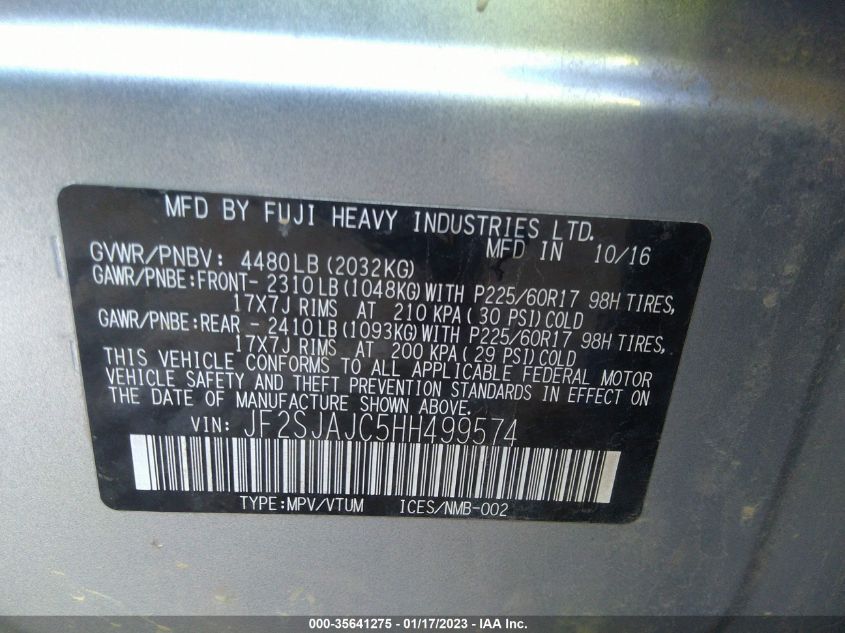 MFD BY FUJI HEAVY INDUSTRIES LTD.
MFD IN 10/16
GVWR/PNBV: 4480LB (2032KG)
GAWR/PNBE:FRONT- 2310LB (1048KG)WITH P225/60R17 98H TIRES,
17X7J RIMS AT 210 KPA (30 PSI)COLD
GAWR/PNBE:REAR - 2410LB (1093KG)WITH P225/60R17 98H TIRES,
17X7J RIMS AT 200 KPA (29 PSI)COLD
THIS VEHICLE CONFORMS TO ALL APPLICABLE FEDERAL MOTOR
VEHICLE SAFETY AND THEFT PREVENTION STANDARDS IN EFFECT ON
THE DATE OF MANUFACTURE SHOWN ABOVE.
VIN: JF2SJAJC5HH499574
TYPE:MPV/VTUM ICES/NMB-002
000-35641275 - 01/17/2023 - IAA Inc.